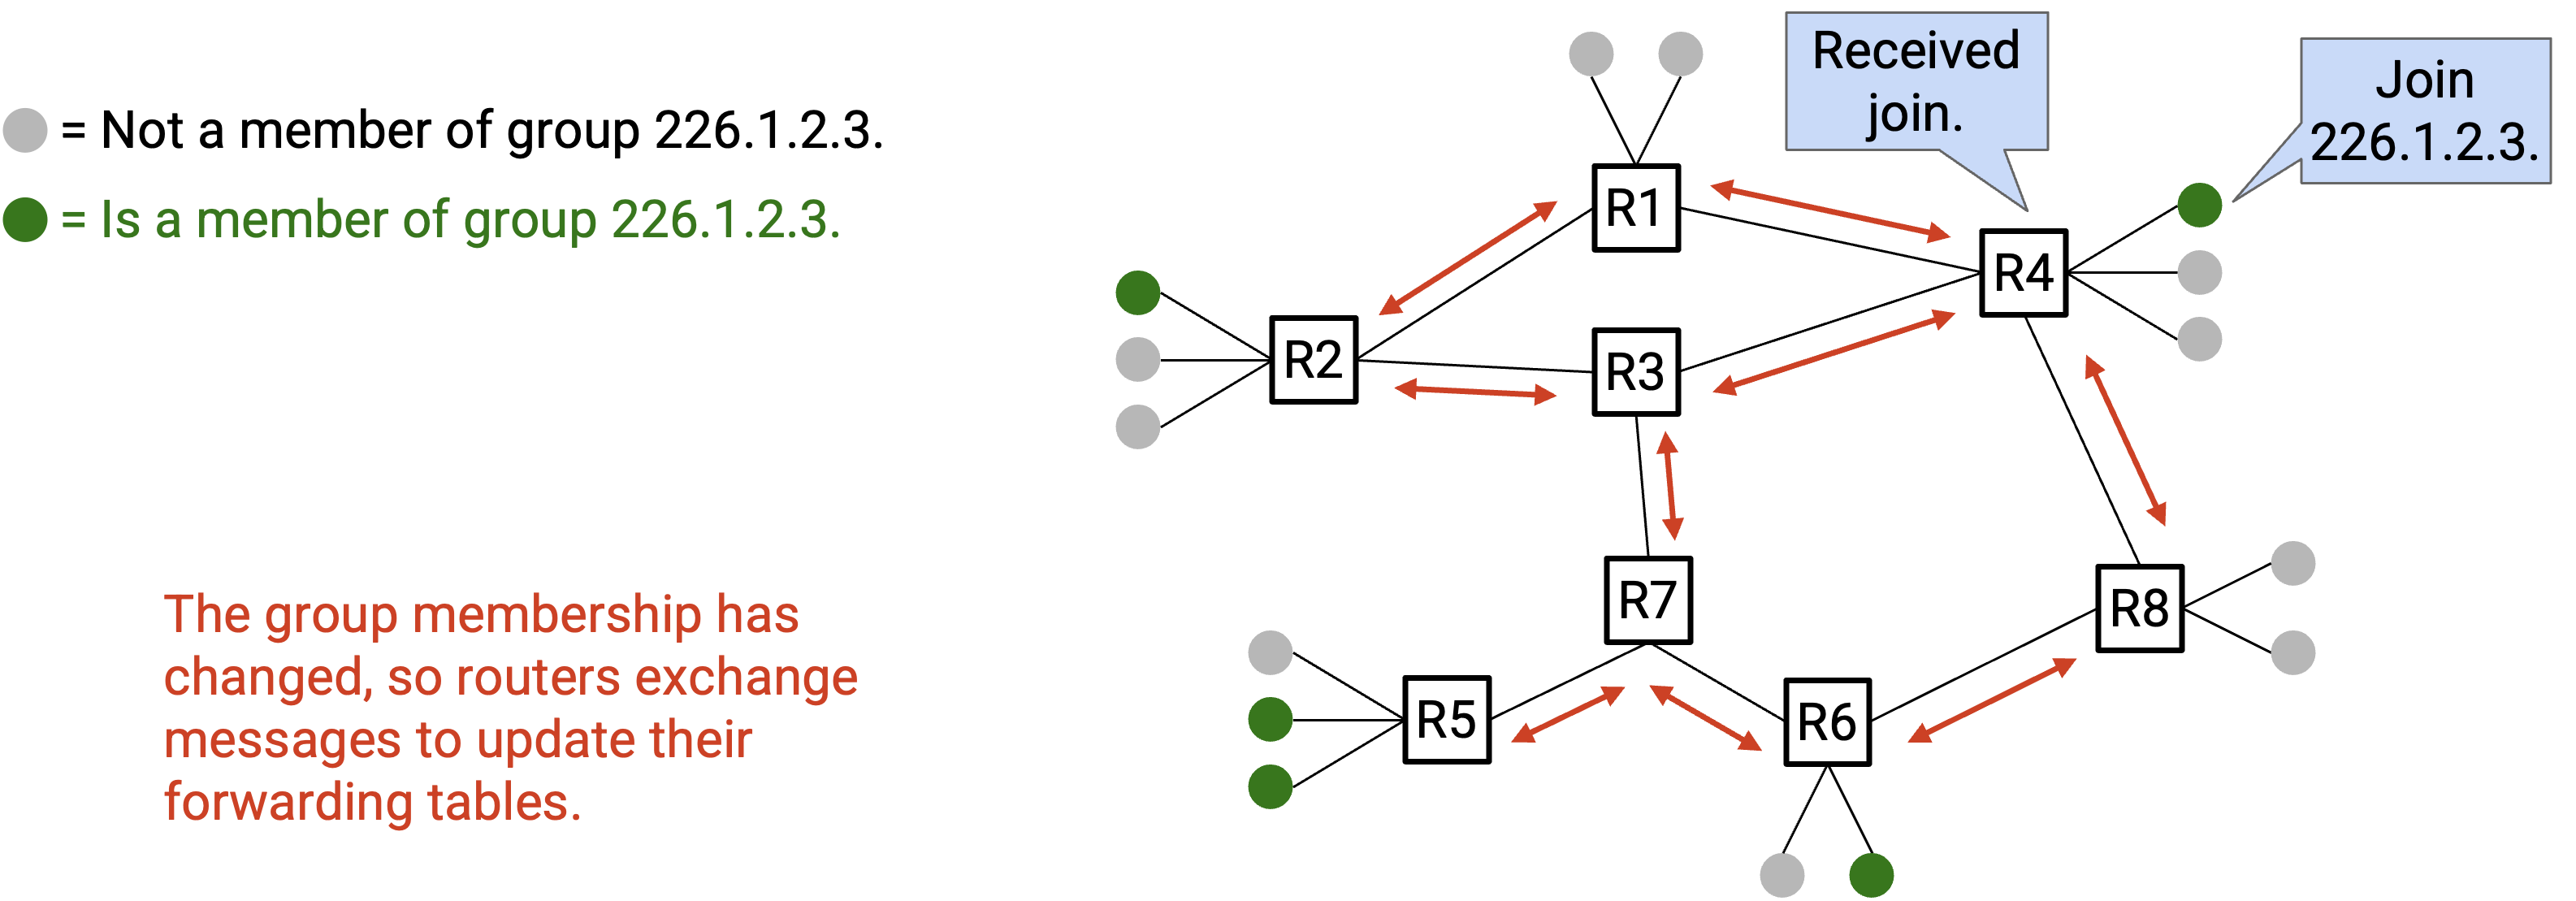 = Not a member of group 226.1.2.3.
= Is a member of group 226.1.2.3.
Received
join.
Join
226.1.2.3.
R1
R4
R2
R3
R7
R8
R5
R6
The group membership has
changed, so routers exchange
messages to update their
forwarding tables.